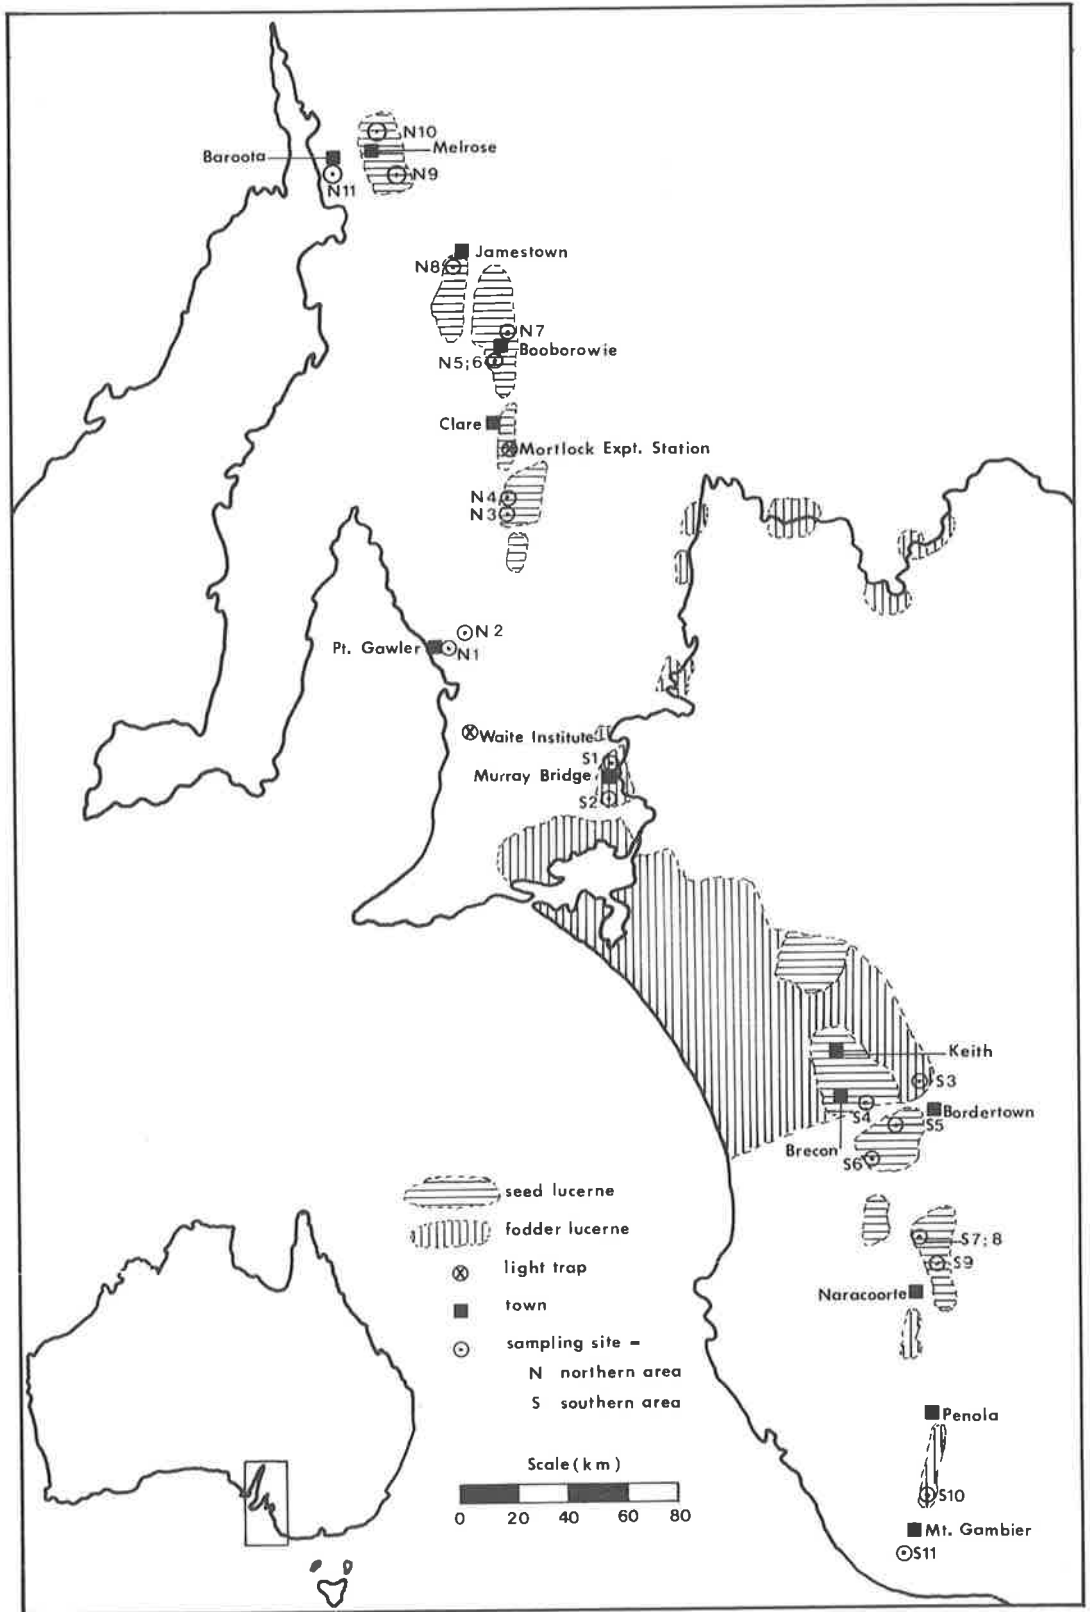 N10
Melrose
Baroota
N9
N11
Jamestown
N8
N7
Booborowie
N5;6
Clare
Mortlock Expt. Station
N4
N3
N2
Pt. Gawler
N1
Waite Institute
S1
Murray Bridge
S2
Keith
S3
Bordertown
S4
S5
Brecon
S6
seed lucerne
fodder lucerne
S7;8
light trap
S9
Naracoorte
town
sampling site =
N northern area
S southern area
Penola
Scale (km)
S10
0 20 40 60 80
Mt. Gambier
S11